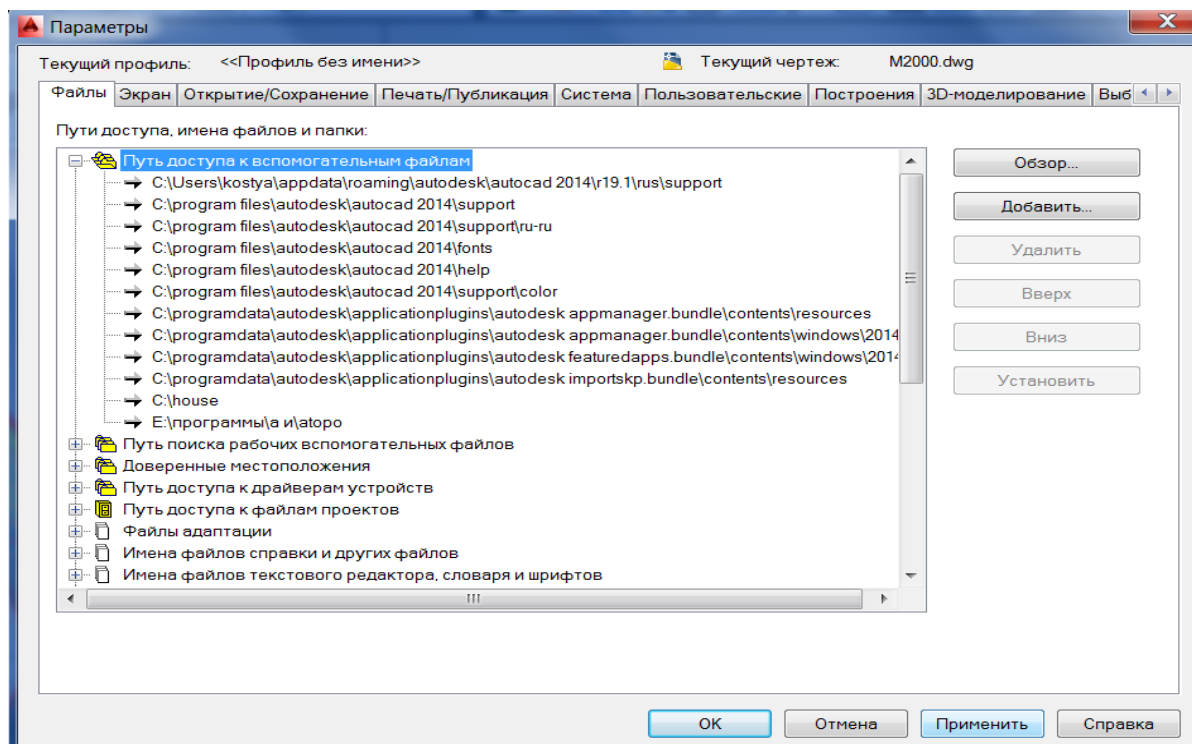 Параметры
Текущий профиль: <<Профиль без имени>> Текущий чертеж: M2000.dwg
Файлы Экран Открытие/Сохранение Печать/Публикация Система Пользовательские Построения 3D-моделирование Выб
Пути доступа, имена файлов и папки:
Путь доступа к вспомогательным файлам
C:\Users\kostya\appdata\roaming\autodesk\autocad 2014\r19.1\rus\support
C:\program files\autodesk\autocad 2014\support
C:\program files\autodesk\autocad 2014\support\ru-ru
C:\program files\autodesk\autocad 2014\fonts
C:\program files\autodesk\autocad 2014\help
C:\program files\autodesk\autocad 2014\support\color
C:\programdata\autodesk\applicationplugins\autodesk appmanager.bundle\contents\resources
C:\programdata\autodesk\applicationplugins\autodesk appmanager.bundle\contents\windows\2014
C:\programdata\autodesk\applicationplugins\autodesk featuredapps.bundle\contents\windows\2014
C:\programdata\autodesk\applicationplugins\autodesk importskp.bundle\contents\resources
C:\house
E:\программы\а и\atopo
Путь поиска рабочих вспомогательных файлов
Доверенные местоположения
Путь доступа к драйверам устройств
Путь доступа к файлам проектов
Файлы адаптации
Имена файлов справки и других файлов
Имена файлов текстового редактора, словаря и шрифтов
Обзор...
Добавить...
Удалить
Вверх
Вниз
Установить
OK Отмена Применить Справка